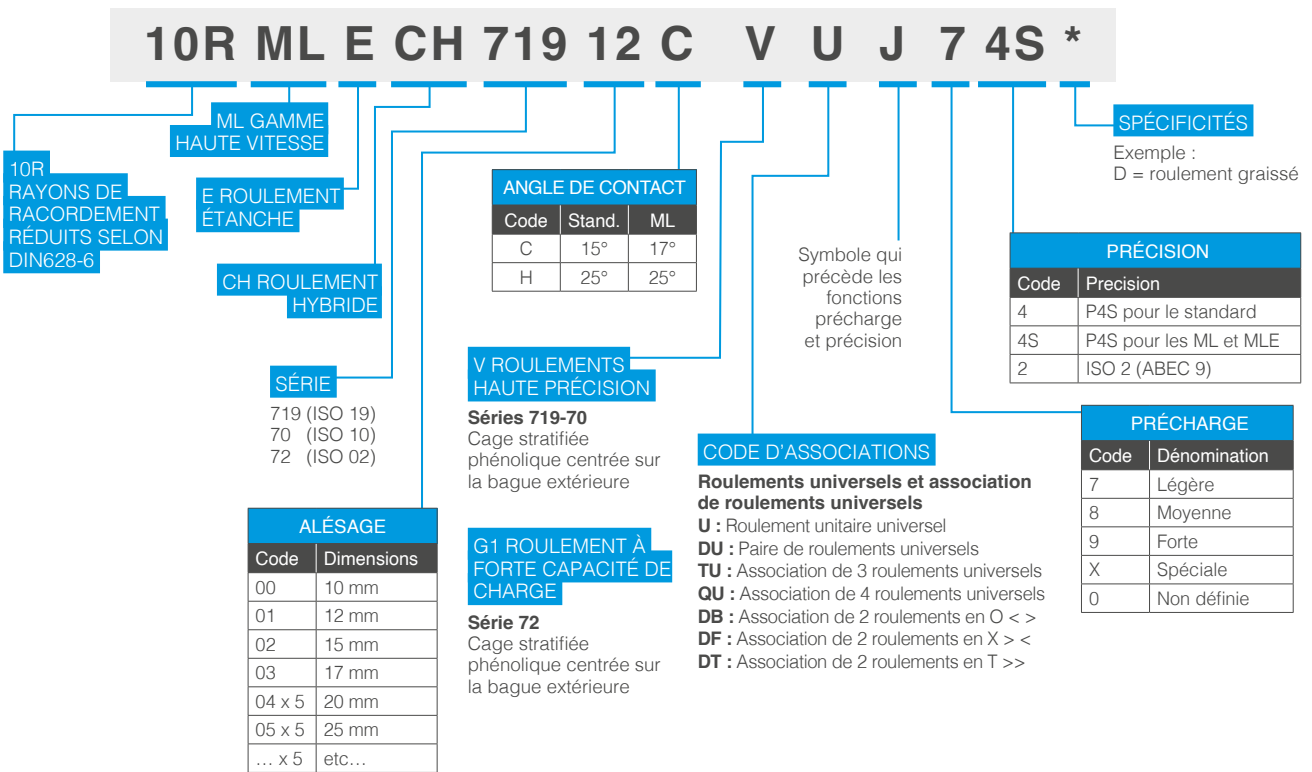 10R ML E CH 719 12 C V U J 7 4S *
10R
RAYONS DE
RACORDEMENT
RÉDUITS SELON
DIN628-6
ML GAMME
HAUTE VITESSE
E ROULEMENT
ÉTANCHE
CH ROULEMENT
HYBRIDE
SÉRIE
719 (ISO 19)
70 (ISO 10)
72 (ISO 02)
ALÉSAGE
Code Dimensions
00 10 mm
01 12 mm
02 15 mm
03 17 mm
04 x 5 20 mm
05 x 5 25 mm
… x 5 etc…
ANGLE DE CONTACT
Code Stand. ML
C 15° 17°
H 25° 25°
V ROULEMENTS
HAUTE PRÉCISION
Séries 719-70
Cage stratifiée
phénolique centrée sur
la bague extérieure
G1 ROULEMENT À
FORTE CAPACITÉ DE
CHARGE
Série 72
Cage stratifiée
phénolique centrée sur
la bague extérieure
CODE D'ASSOCIATIONS
Roulements universels et association
de roulements universels
U : Roulement unitaire universel
DU : Paire de roulements universels
TU : Association de 3 roulements universels
QU : Association de 4 roulements universels
DB : Association de 2 roulements en O < >
DF : Association de 2 roulements en X > <
DT : Association de 2 roulements en T >>
Symbole qui
précède les
fonctions
précharge
et précision
PRÉCHARGE
Code Dénomination
7 Légère
8 Moyenne
9 Forte
X Spéciale
0 Non définie
PRÉCISION
Code Precision
4 P4S pour le standard
4S P4S pour les ML et MLE
2 ISO 2 (ABEC 9)
SPÉCIFICITÉS
Exemple :
D = roulement graissé